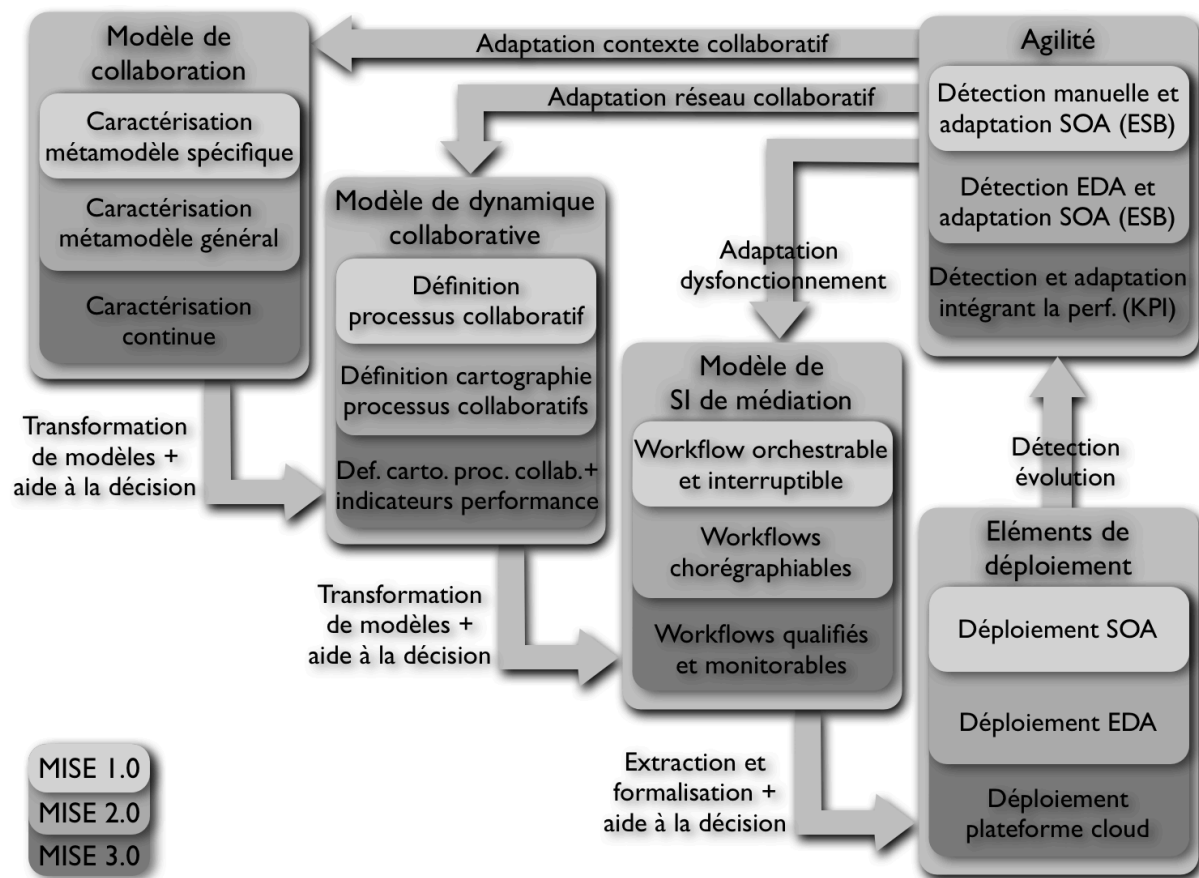 Modèle de
collaboration
Caractérisation
métamodèle spécifique
Caractérisation
métamodèle général
Caractérisation
continue
Adaptation contexte collaboratif
Adaptation réseau collaboratif
Agilité
Détection manuelle et
adaptation SOA (ESB)
Détection EDA et
adaptation SOA (ESB)
Détection et adaptation
intégrant la perf. (KPI)
Modèle de dynamique
collaborative
Définition
processus collaboratif
Définition cartographie
processus collaboratifs
Def. carto. proc. collab.+
indicateurs performance
Adaptation
dysfonctionnement
Transformation
de modèles +
aide à la décision
Modèle de
SI de médiation
Workflow orchestrable
et interruptible
Workflows
chorégraphiables
Workflows qualifiés
et monitorables
Détection
évolution
Transformation
de modèles +
aide à la décision
Eléments de
déploiement
Déploiement SOA
Déploiement EDA
Déploiement
plateforme cloud
Extraction et
formalisation +
aide à la décision
MISE 1.0
MISE 2.0
MISE 3.0